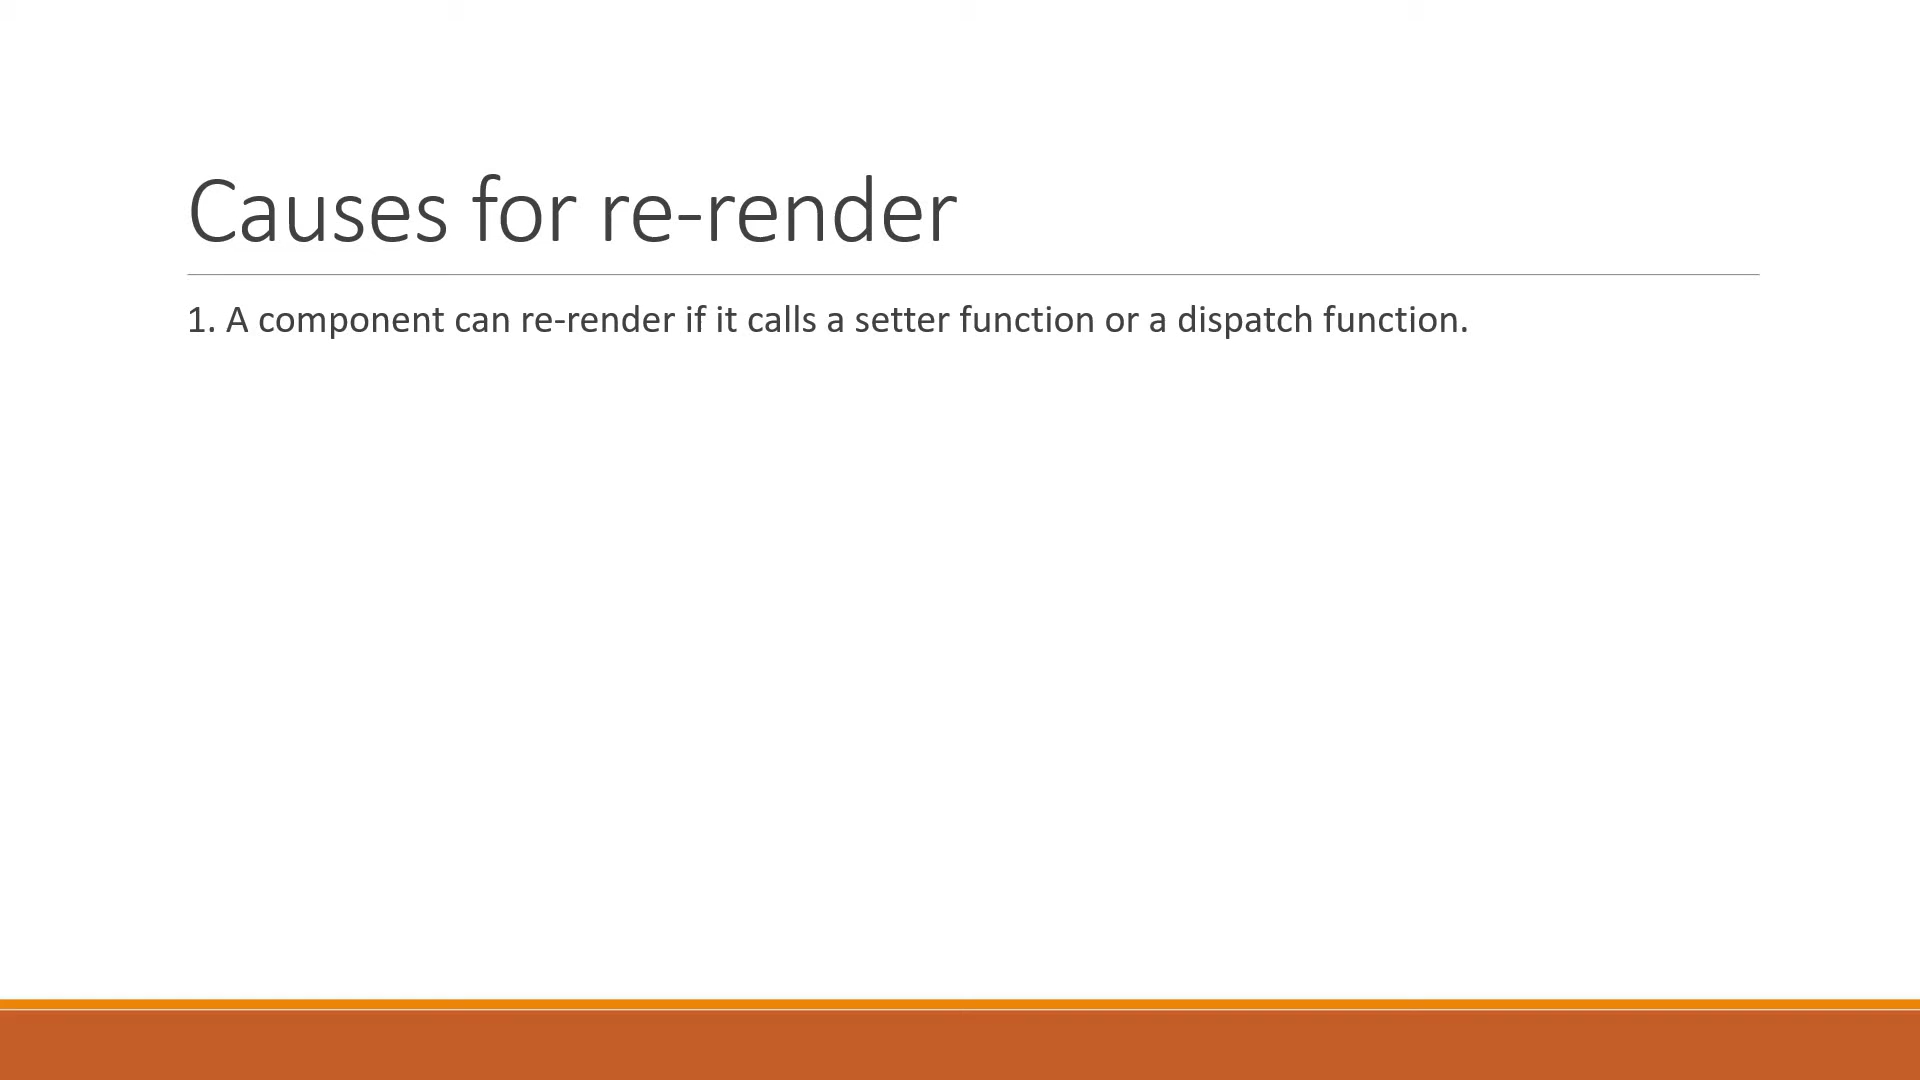 Causes for re-render
1. A component can re-render if it calls a setter function or a dispatch function.